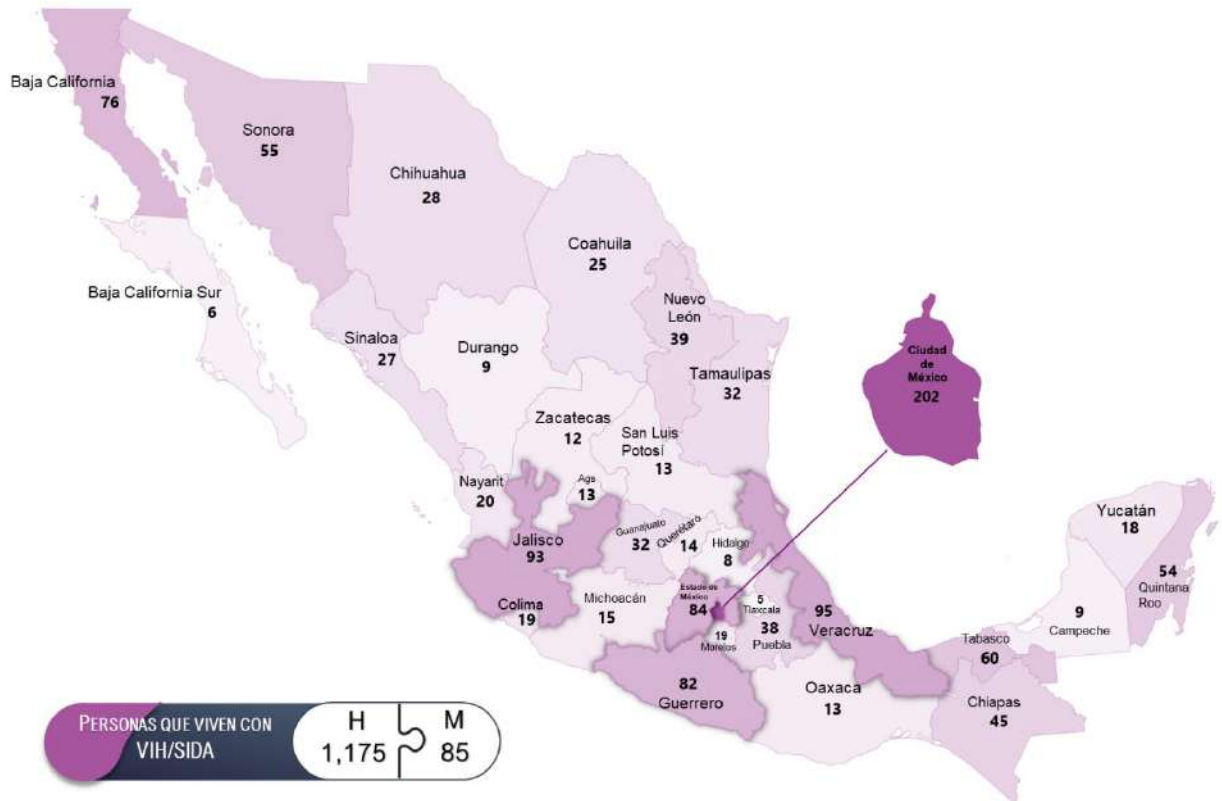 Baja California
76
Sonora
55
Chihuahua
28
Coahuila
25
Baja California Sur
6
Nuevo
León
39
Sinaloa
27
Durango
9
Tamaulipas
32
Ciudad
de
México
202
Zacatecas
12
San Luis
Potosí
13
Nayarit
20
Ags
13
Jalisco
93
Guanajuato
32
Querétaro
14
Hidalgo
8
Yucatán
18
54
Quintana
Roo
Colima
19
Michoacán
15
Estado de
México
84
5
Tlaxcala
19
Morelos
38
Puebla
95
Veracruz
9
Campeche
Tabasco
60
82
Guerrero
Oaxaca
13
Chiapas
45
PERSONAS QUE VIVEN CON
VIH/SIDA
H
1,175
M
85